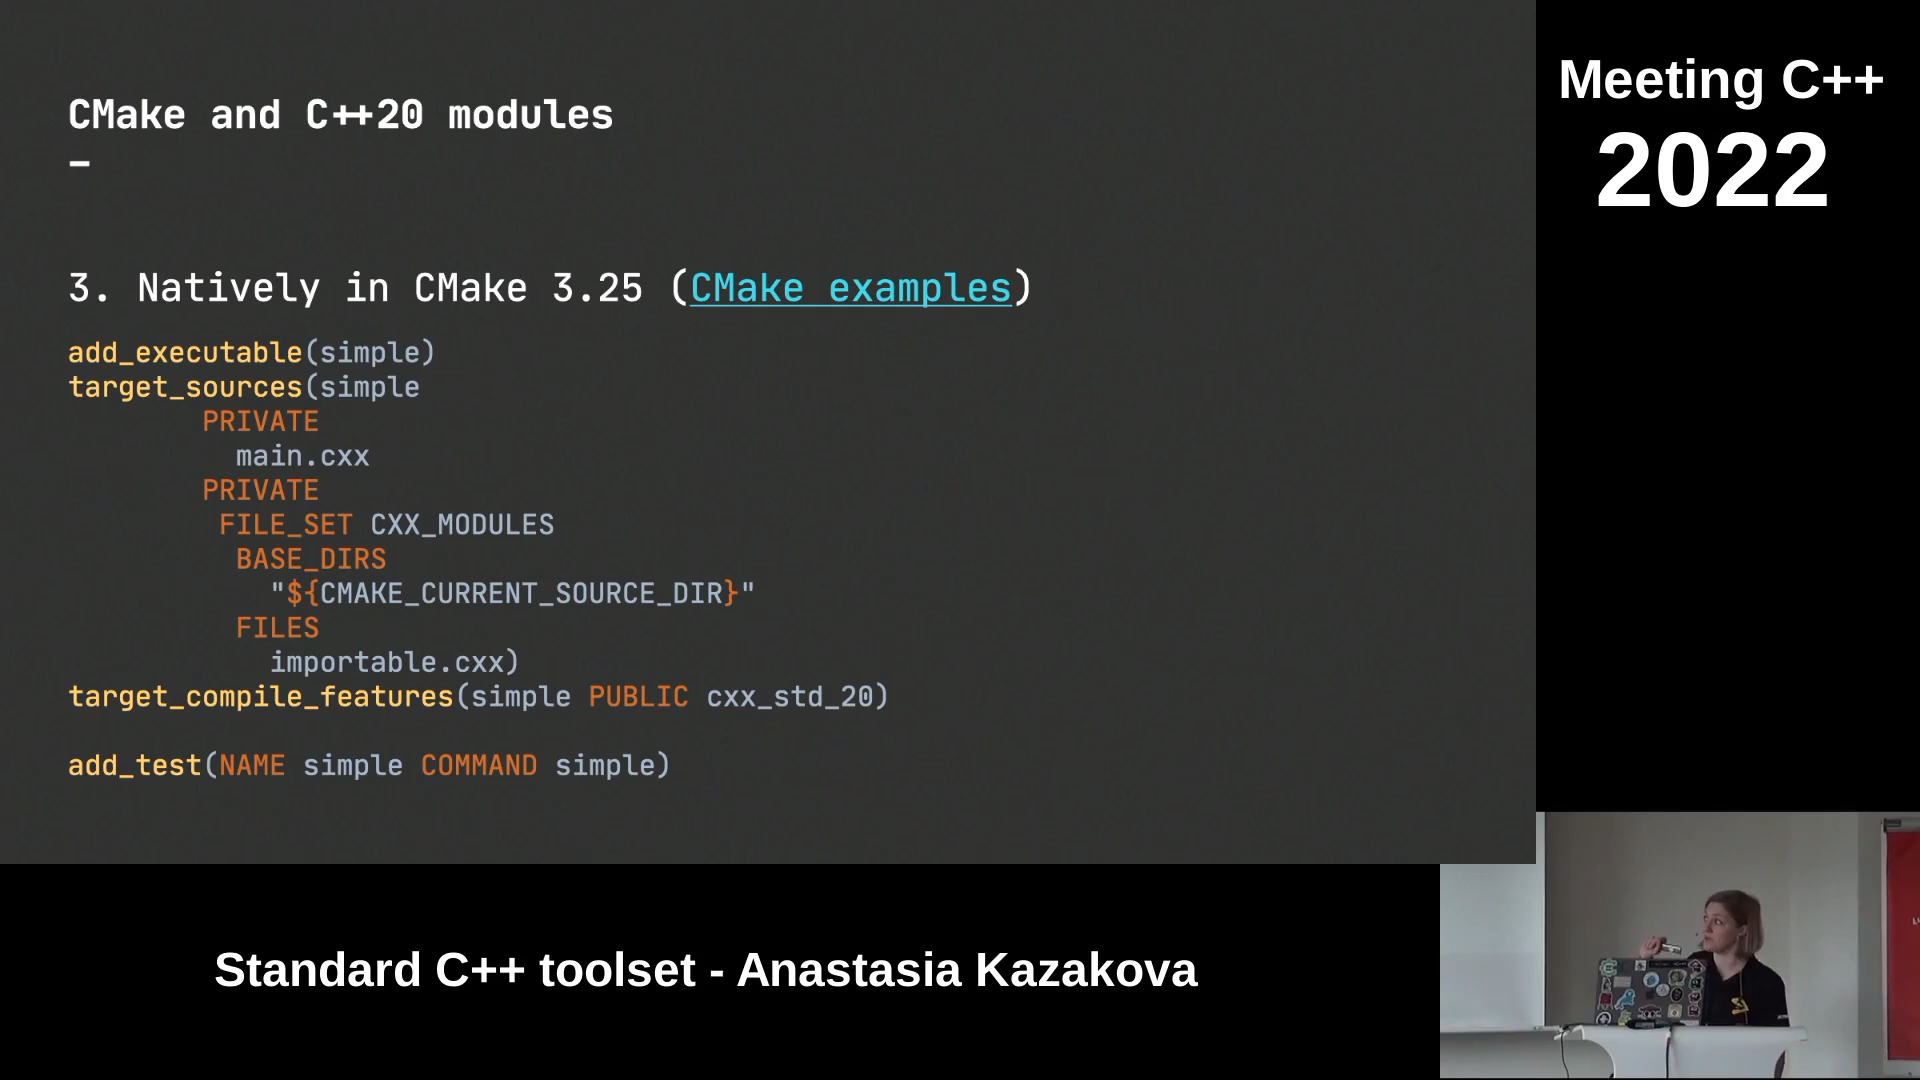 CMake and C++20 modules
–
3. Natively in CMake 3.25 (CMake examples)
add_executable(simple)
target_sources(simple
PRIVATE
main.cxx
PRIVATE
FILE_SET CXX_MODULES
BASE_DIRS
"${CMAKE_CURRENT_SOURCE_DIR}"
FILES
importable.cxx)
target_compile_features(simple PUBLIC cxx_std_20)
add_test(NAME simple COMMAND simple)
Meeting C++
2022
Standard C++ toolset - Anastasia Kazakova